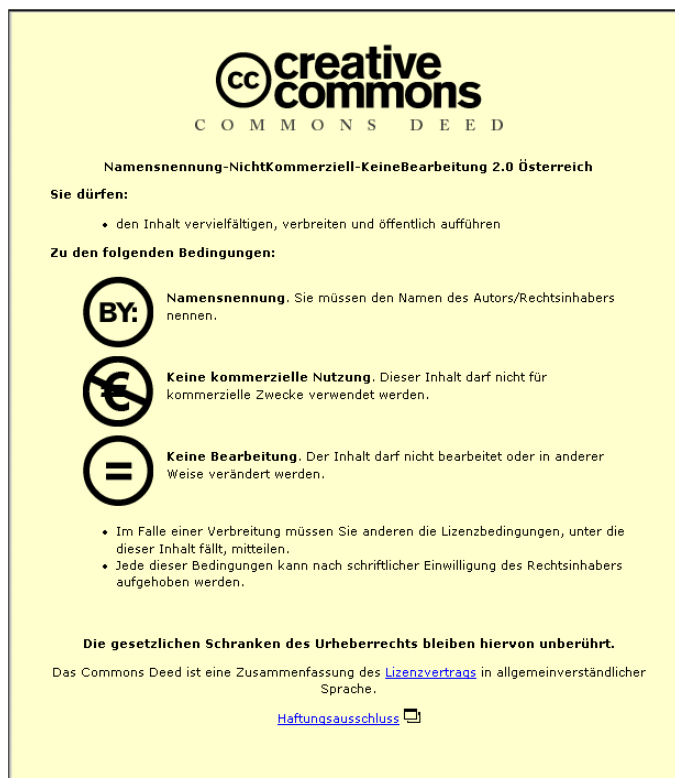 cc creative
commons
COMMONS DEED
Namensnennung-NichtKommerziell-KeineBearbeitung 2.0 Österreich
Sie dürfen:
• den Inhalt vervielfältigen, verbreiten und öffentlich aufführen
Zu den folgenden Bedingungen:
BY:
Namensnennung. Sie müssen den Namen des Autors/Rechtsinhabers
nennen.
€
Keine kommerzielle Nutzung. Dieser Inhalt darf nicht für
kommerzielle Zwecke verwendet werden.
=
Keine Bearbeitung. Der Inhalt darf nicht bearbeitet oder in anderer
Weise verändert werden.
• Im Falle einer Verbreitung müssen Sie anderen die Lizenzbedingungen, unter die
dieser Inhalt fällt, mitteilen.
• Jede dieser Bedingungen kann nach schriftlicher Einwilligung des Rechtsinhabers
aufgehoben werden.
Die gesetzlichen Schranken des Urheberrechts bleiben hiervon unberührt.
Das Commons Deed ist eine Zusammenfassung des Lizenzvertrags in allgemeinverständlicher
Sprache.
Haftungsausschluss